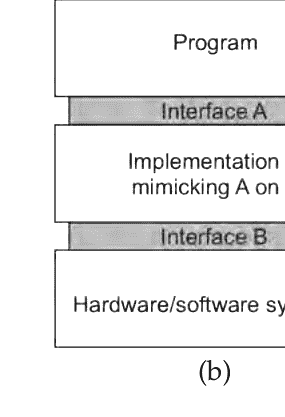 Program
Interface A
Implementation
mimicking A on
Interface B
Hardware/software sy
(b)